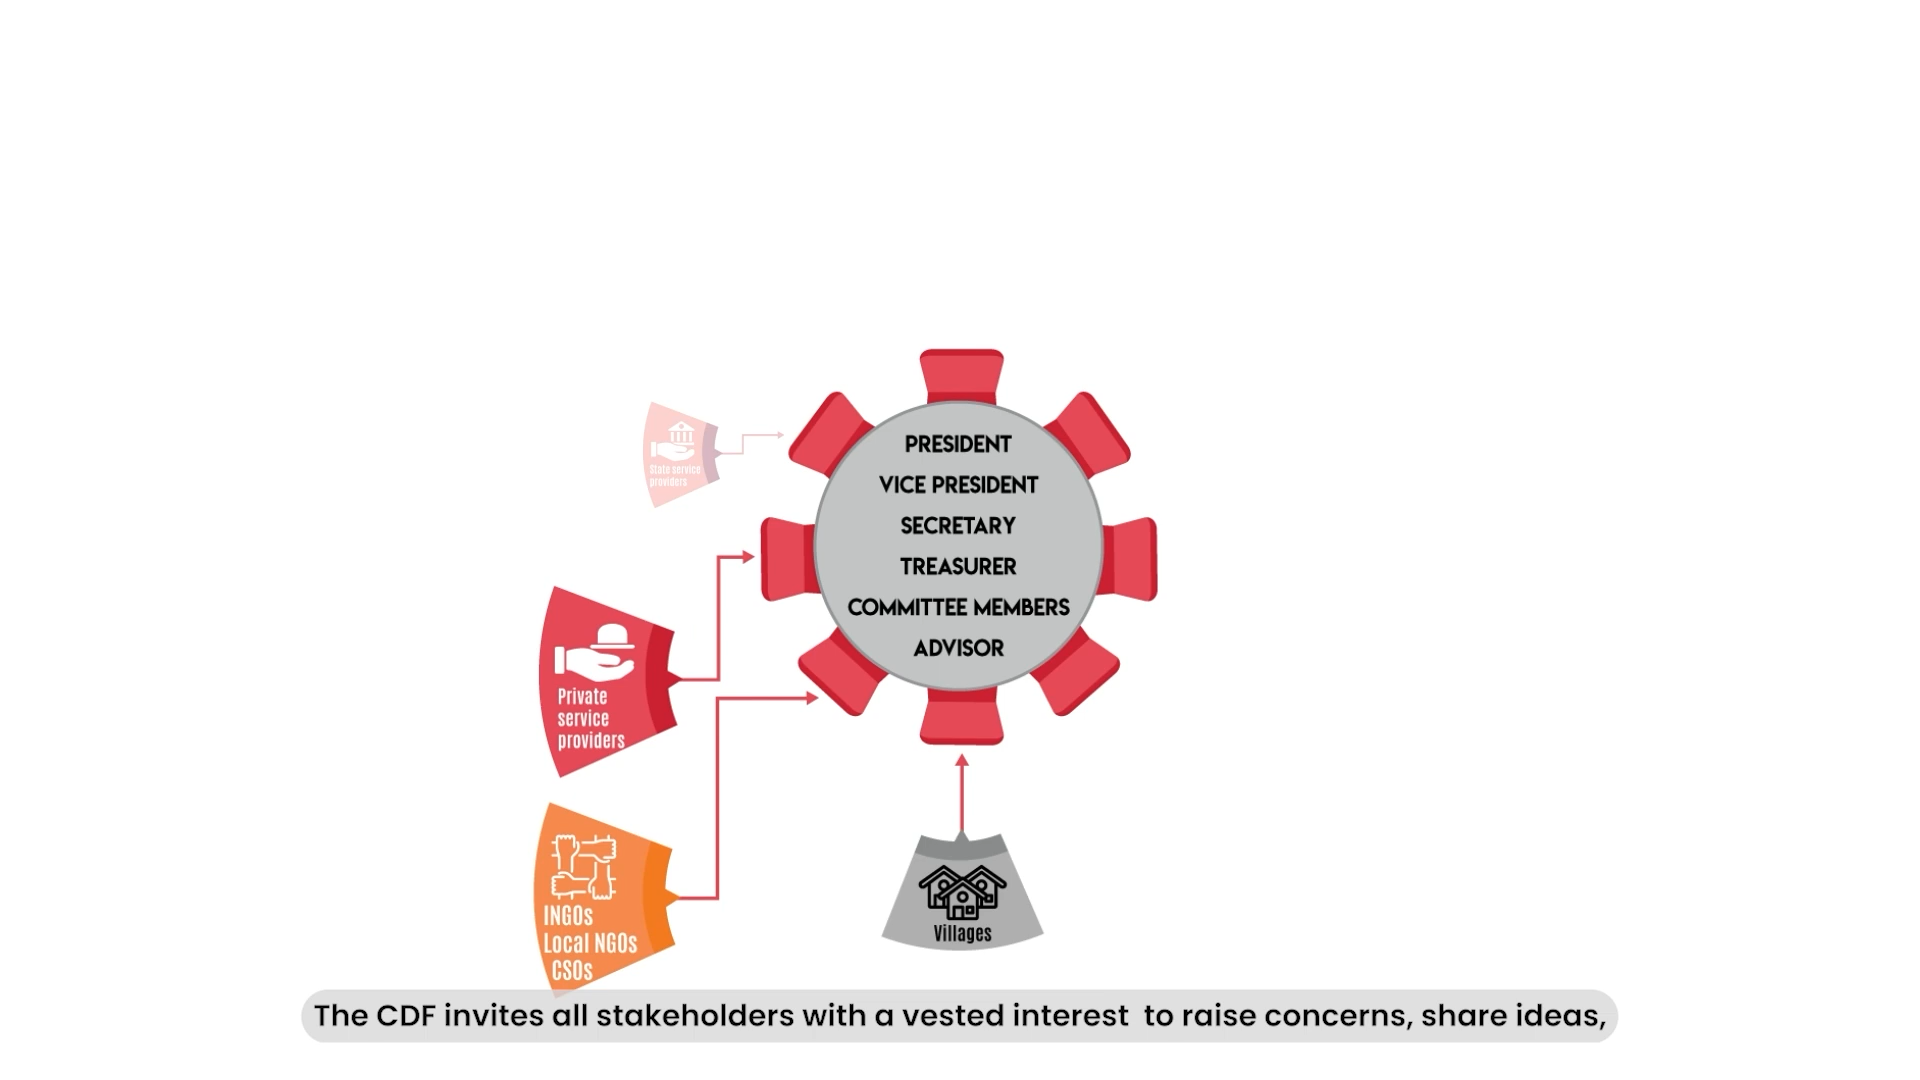 PRESIDENT
VICE PRESIDENT
SECRETARY
TREASURER
COMMITTEE MEMBERS
ADVISOR
State service
providers
Private
service
providers
INGOs
Local NGOs
CSOs
Villages
The CDF invites all stakeholders with a vested interest to raise concerns, share ideas,